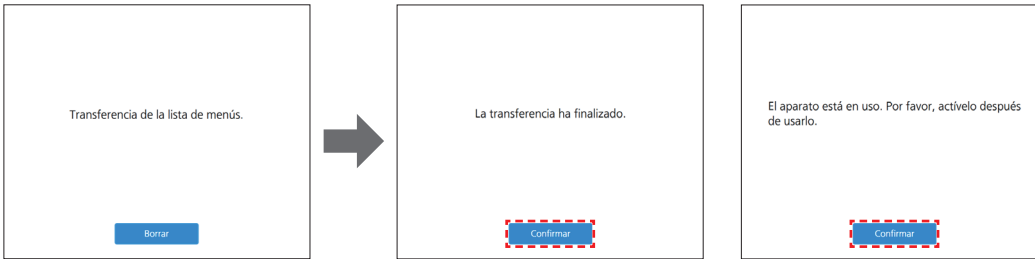 Transferencia de la lista de menús.
Borrar
La transferencia ha finalizado.
Confirmar
El aparato está en uso. Por favor, actívelo después
de usarlo.
Confirmar